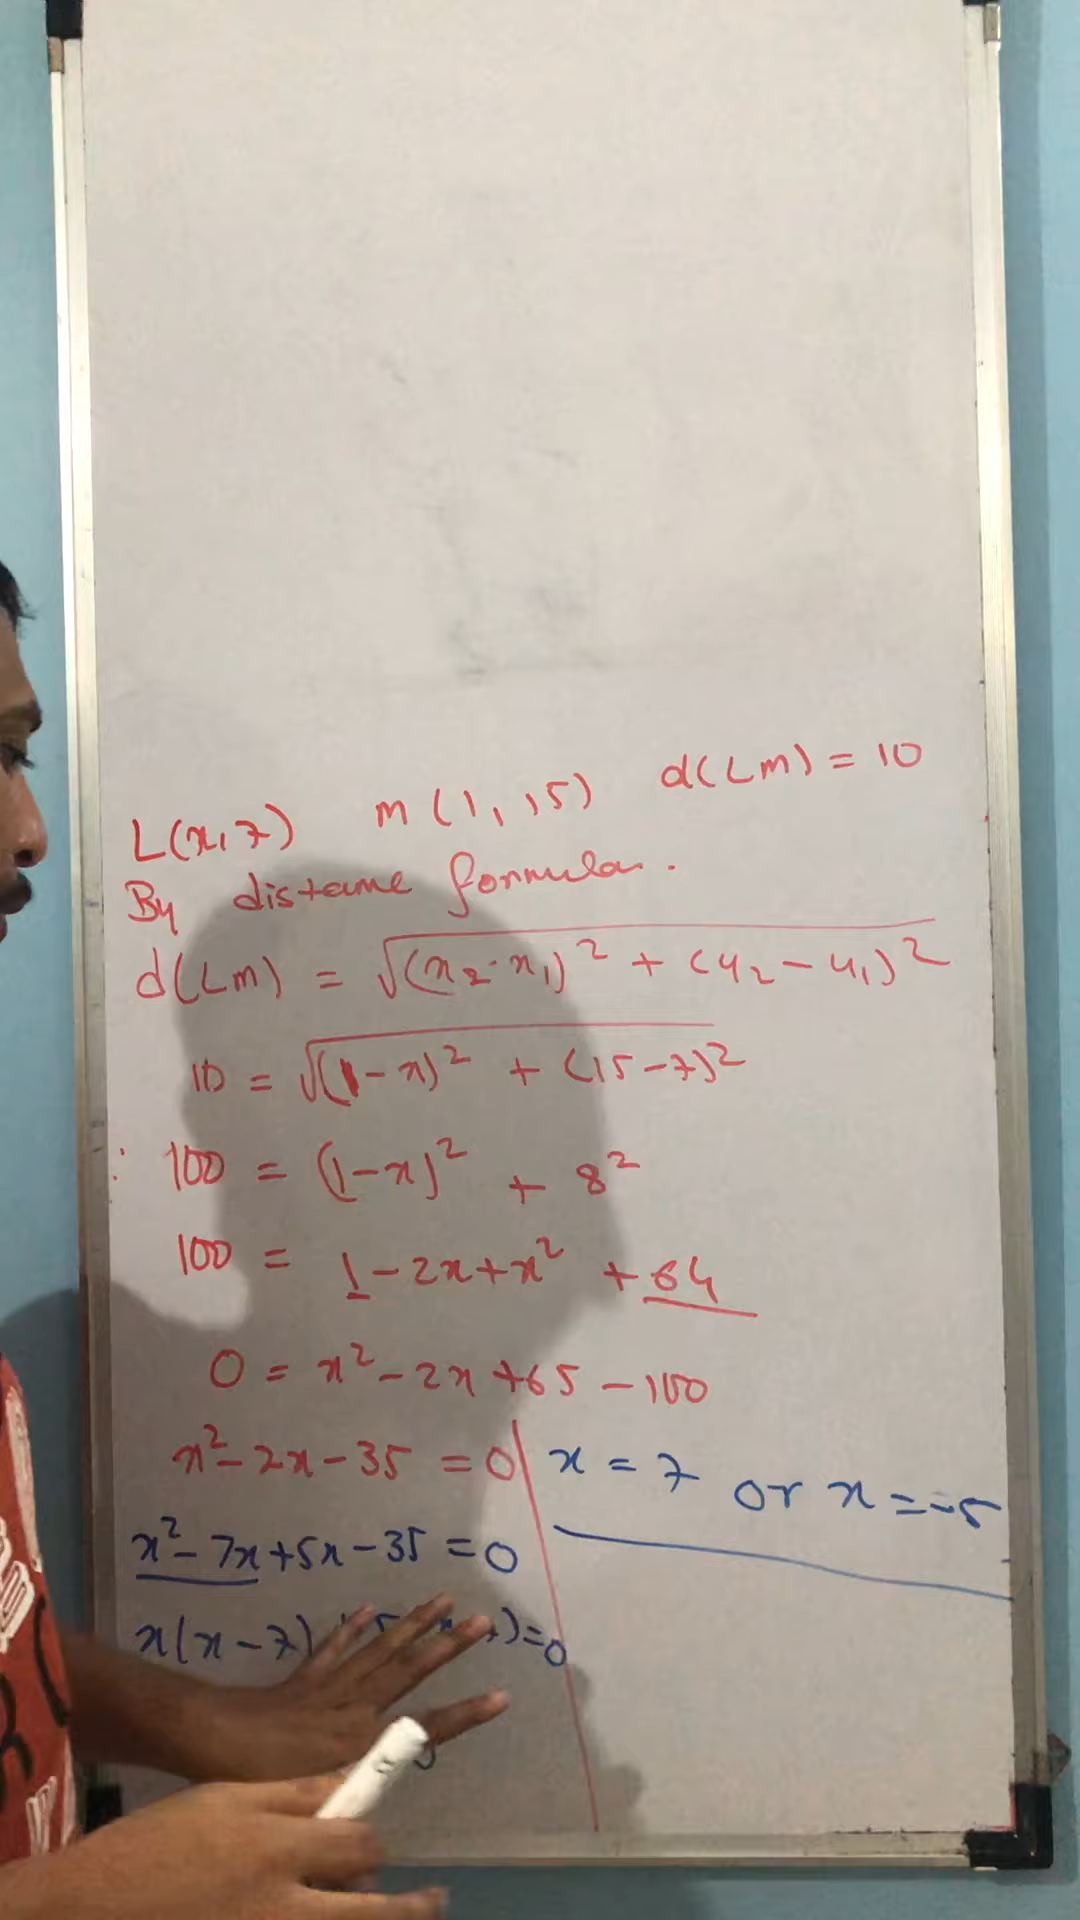 L(x,7) M(1,15) d(LM) = 10
By distance formula.
d(LM) = √(x₂-x₁)² + (y₂-y₁)²
10 = √(1-x)² + (15-7)²
∴ 100 = (1-x)² + 8²
100 = 1-2x+x² + 64
0 = x²-2x+65-100
x²-2x-35 = 0
x²-7x+5x-35 = 0
x(x-7) )=0
x = 7 or x = -5